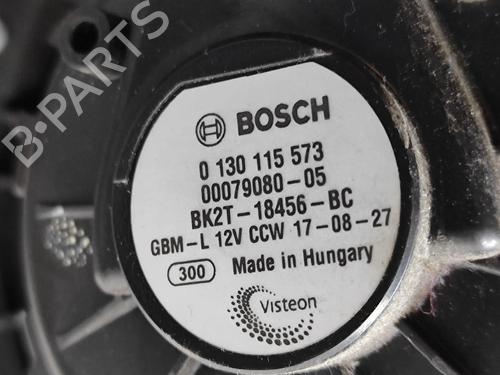 B-PARTS
BOSCH
0 130 115 573
00079080-05
BK2T-18456-BC
GBM-L 12V CCW 17-08-27
300 Made in Hungary
Visteon